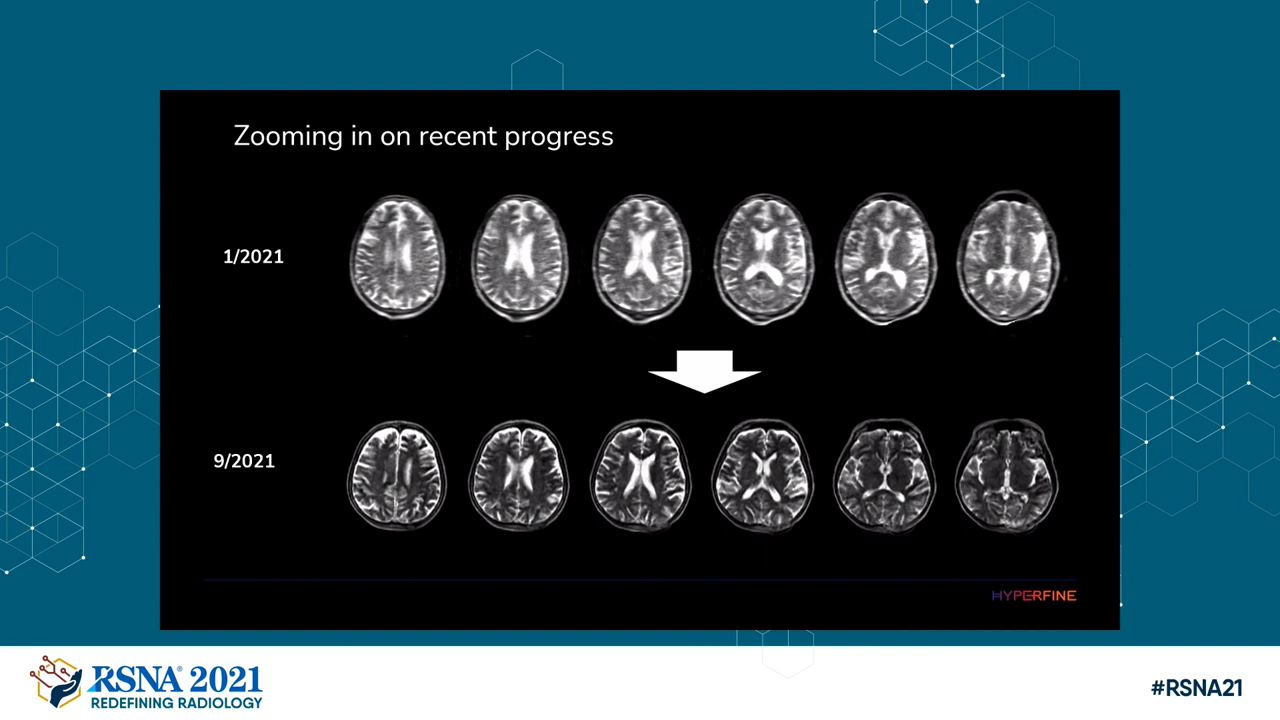 Zooming in on recent progress
1/2021
9/2021
HYPERFINE
RSNA® 2021
REDEFINING RADIOLOGY
#RSNA21